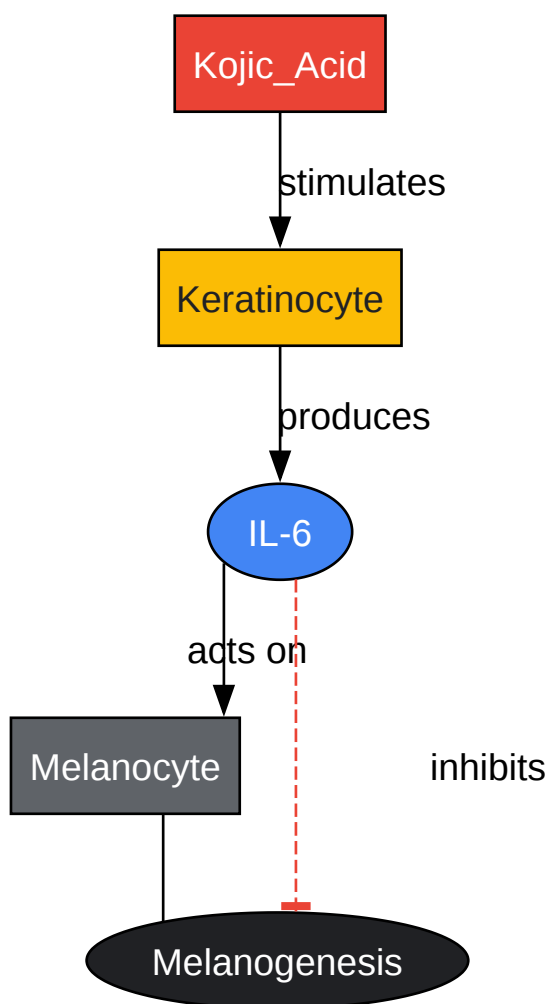 Kojic_Acid
stimulates
Keratinocyte
produces
IL-6
acts on
Melanocyte
inhibits
Melanogenesis